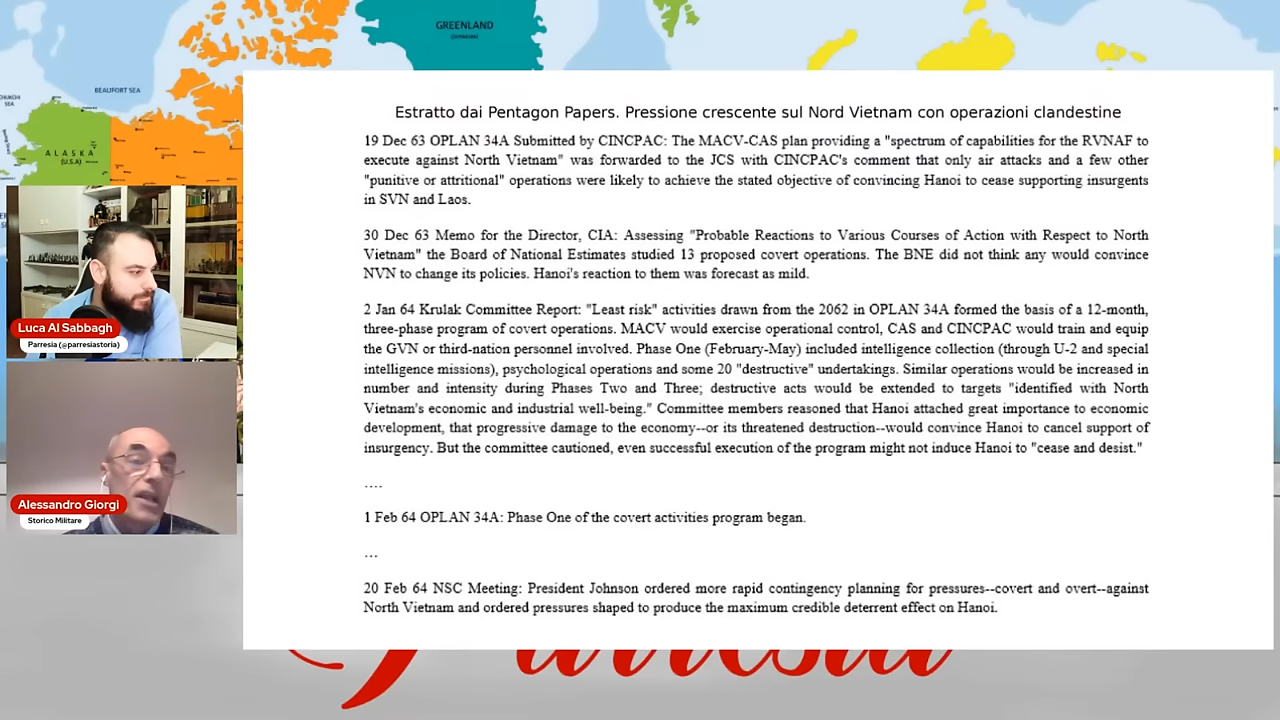 GREENLAND
BEAUFORT SEA
SEA
ALASKA
(U.S.A)
Estratto dai Pentagon Papers. Pressione crescente sul Nord Vietnam con operazioni clandestine
19 Dec 63 OPLAN 34A Submitted by CINCPAC: The MACV-CAS plan providing a "spectrum of capabilities for the RVNAF to
execute against North Vietnam" was forwarded to the JCS with CINCPAC's comment that only air attacks and a few other
"punitive or attritional" operations were likely to achieve the stated objective of convincing Hanoi to cease supporting insurgents
in SVN and Laos.
30 Dec 63 Memo for the Director, CIA: Assessing "Probable Reactions to Various Courses of Action with Respect to North
Vietnam" the Board of National Estimates studied 13 proposed covert operations. The BNE did not think any would convince
NVN to change its policies. Hanoi's reaction to them was forecast as mild.
2 Jan 64 Krulak Committee Report: "Least risk" activities drawn from the 2062 in OPLAN 34A formed the basis of a 12-month,
three-phase program of covert operations. MACV would exercise operational control, CAS and CINCPAC would train and equip
the GVN or third-nation personnel involved. Phase One (February-May) included intelligence collection (through U-2 and special
intelligence missions), psychological operations and some 20 "destructive" undertakings. Similar operations would be increased in
number and intensity during Phases Two and Three; destructive acts would be extended to targets "identified with North
Vietnam's economic and industrial well-being." Committee members reasoned that Hanoi attached great importance to economic
development, that progressive damage to the economy--or its threatened destruction--would convince Hanoi to cancel support of
insurgency. But the committee cautioned, even successful execution of the program might not induce Hanoi to "cease and desist."
....
1 Feb 64 OPLAN 34A: Phase One of the covert activities program began.
...
20 Feb 64 NSC Meeting: President Johnson ordered more rapid contingency planning for pressures--covert and overt--against
North Vietnam and ordered pressures shaped to produce the maximum credible deterrent effect on Hanoi.
Luca Al Sabbagh
Parresia (@parresiastoria)
Alessandro Giorgi
Storico Militare
Parresia